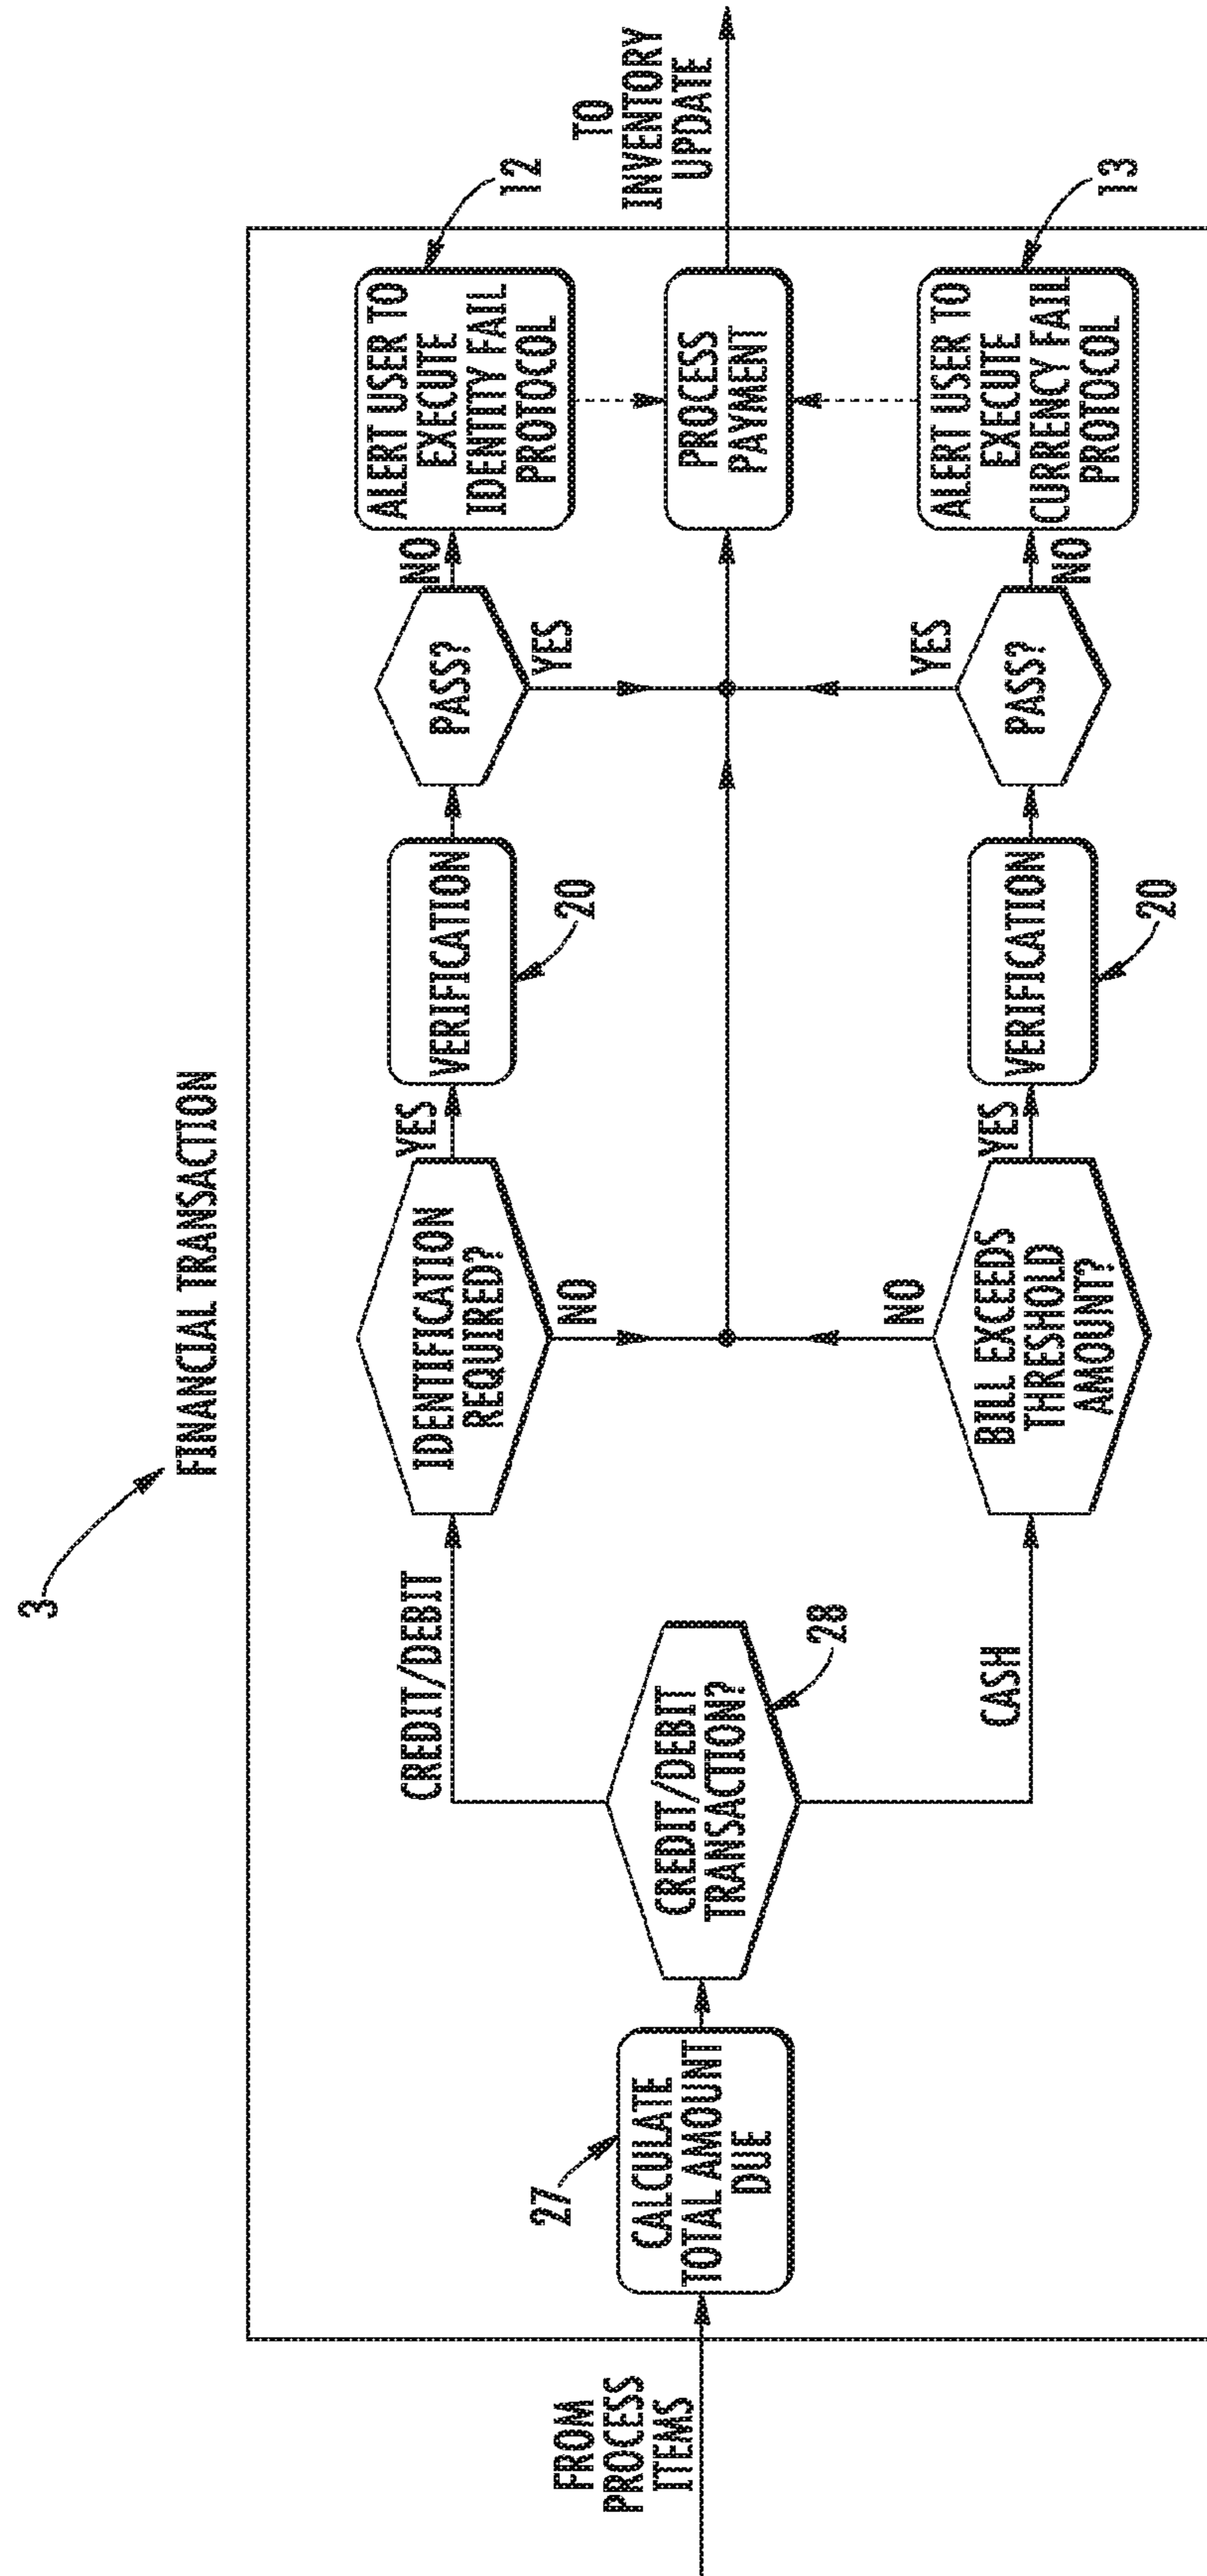 3
FINANCIAL TRANSACTION
FROM
PROCESS
ITEMS
27
CALCULATE
TOTAL AMOUNT
DUE
CREDIT/DEBIT
TRANSACTION?
28
CREDIT/DEBIT
CASH
IDENTIFICATION
REQUIRED?
YES
NO
VERIFICATION
20
PASS?
NO
YES
ALERT USER TO
EXECUTE
IDENTITY FAIL
PROTOCOL
12
BILL EXCEEDS
THRESHOLD
AMOUNT?
NO
YES
VERIFICATION
20
PASS?
YES
NO
ALERT USER TO
EXECUTE
CURRENCY FAIL
PROTOCOL
13
PROCESS
PAYMENT
TO
INVENTORY
UPDATE